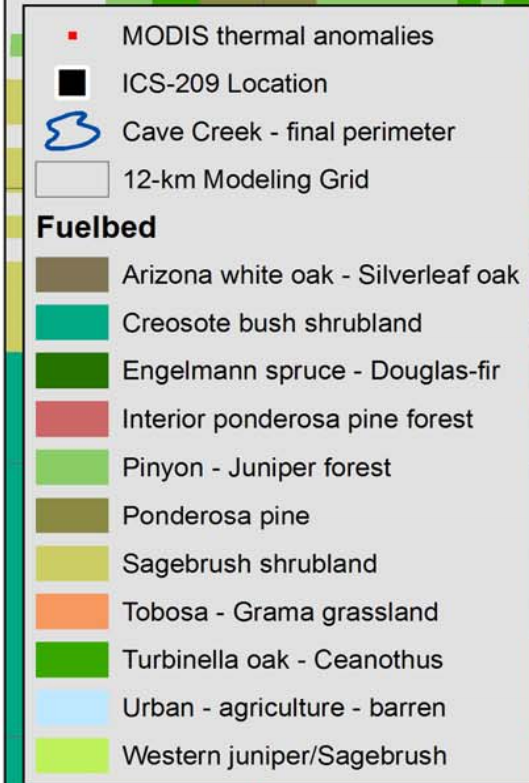 MODIS thermal anomalies
ICS-209 Location
Cave Creek - final perimeter
12-km Modeling Grid
Fuelbed
Arizona white oak - Silverleaf oak
Creosote bush shrubland
Engelmann spruce - Douglas-fir
Interior ponderosa pine forest
Pinyon - Juniper forest
Ponderosa pine
Sagebrush shrubland
Tobosa - Grama grassland
Turbinella oak - Ceanothus
Urban - agriculture - barren
Western juniper/Sagebrush